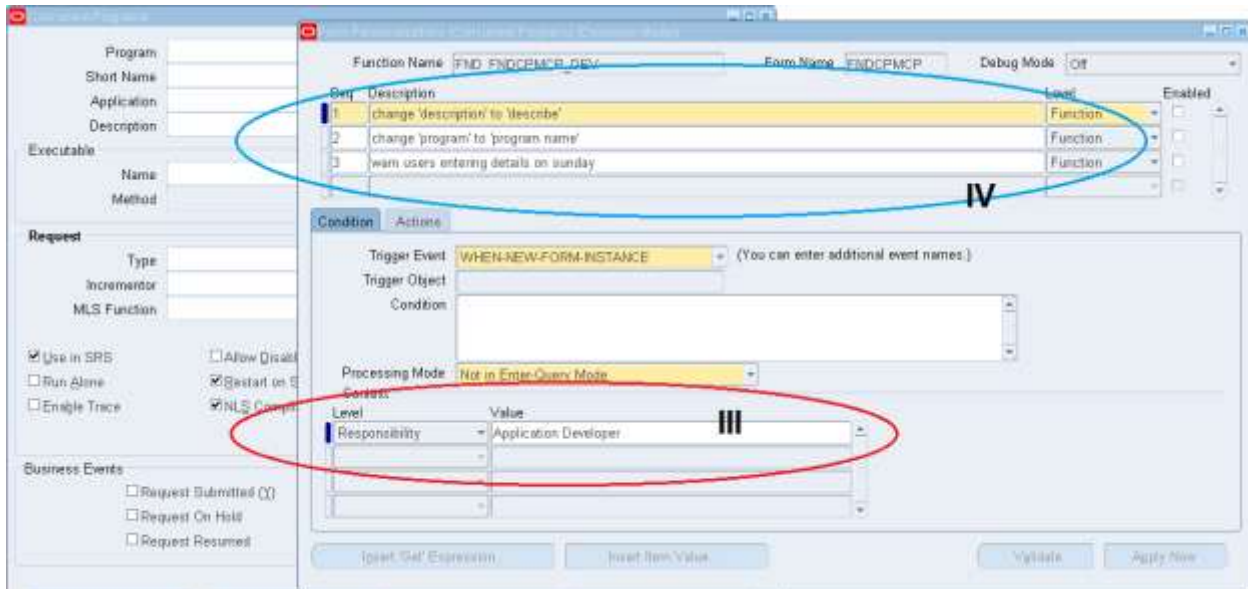 Program
Short Name
Application
Description
Executable
Name
Method
Request
Type
Incrementor
MLS Function
Use in SRS
Allow
Run Alone
Restart on S
Enable Trace
NLS
Business Events
Request Submitted (Y)
Request On Hold
Request Resumed
Function Name FND_FNDCPMCP_DEV Form Name FNDCPMCP Debug Mode Off
Seq Description Level Enabled
1 change 'description' to 'describe' Function
2 change 'program' to 'program name' Function
3 warn users entering details on sunday Function
IV
Condition Actions
Trigger Event WHEN-NEW-FORM-INSTANCE (You can enter additional event names.)
Trigger Object
Condition
Processing Mode Not in Enter-Query Mode
Context
Level Value
Responsibility Application Developer III
Insert 'Get' Expression Insert Item Value Validate Apply Now